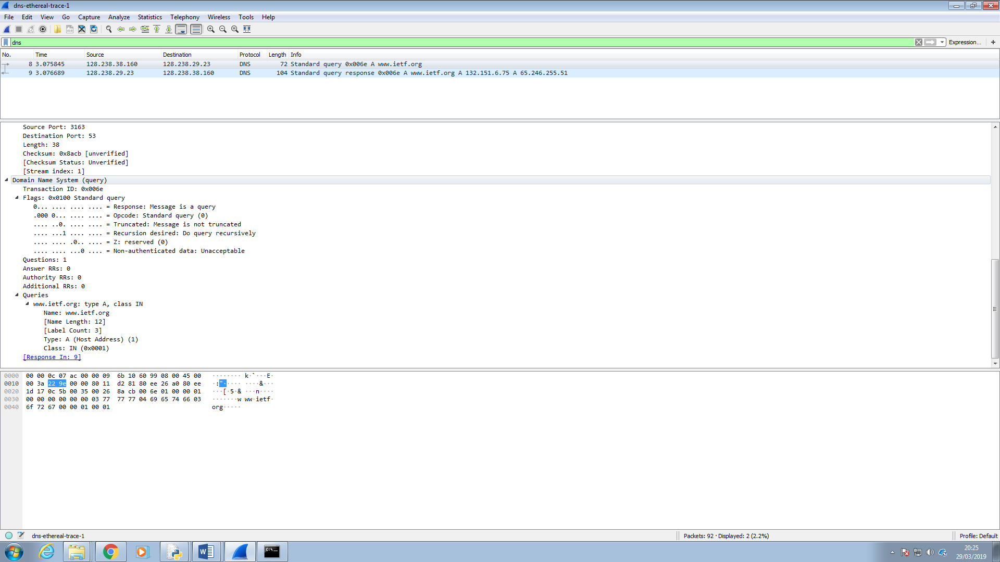 dns-ethereal-trace-1
File Edit View Go Capture Analyze Statistics Telephony Wireless Tools Help
dns
Expression... +
No. Time Source Destination Protocol Length Info
8 3.075845 128.238.38.160 128.238.29.23 DNS 72 Standard query 0x006e A www.ietf.org
9 3.076689 128.238.29.23 128.238.38.160 DNS 104 Standard query response 0x006e A www.ietf.org A 132.151.6.75 A 65.246.255.51
Source Port: 3163
Destination Port: 53
Length: 38
Checksum: 0x8acb [unverified]
[Checksum Status: Unverified]
[Stream index: 1]
Domain Name System (query)
Transaction ID: 0x006e
Flags: 0x0100 Standard query
0... .... .... .... = Response: Message is a query
.000 0... .... .... = Opcode: Standard query (0)
.... ..0. .... .... = Truncated: Message is not truncated
.... ...1 .... .... = Recursion desired: Do query recursively
.... .... .0.. .... = Z: reserved (0)
.... .... ...0 .... = Non-authenticated data: Unacceptable
Questions: 1
Answer RRs: 0
Authority RRs: 0
Additional RRs: 0
Queries
www.ietf.org: type A, class IN
Name: www.ietf.org
[Name Length: 12]
[Label Count: 3]
Type: A (Host Address) (1)
Class: IN (0x0001)
[Response In: 9]
0000 00 00 0c 07 ac 00 00 09 6b 10 60 99 08 00 45 00 ········ k·`···E·
0010 00 3a 22 9e 00 00 80 11 d2 81 80 ee 26 a0 80 ee ·:"····· ····&···
0020 1d 17 0c 5b 00 35 00 26 8a cb 00 6e 01 00 00 01 ···[·5·& ···n····
0030 00 00 00 00 00 00 03 77 77 77 04 69 65 74 66 03 ·······w ww·ietf·
0040 6f 72 67 00 00 01 00 01 org·····
dns-ethereal-trace-1
Packets: 92 · Displayed: 2 (2.2%)
Profile: Default
20:25
29/03/2019